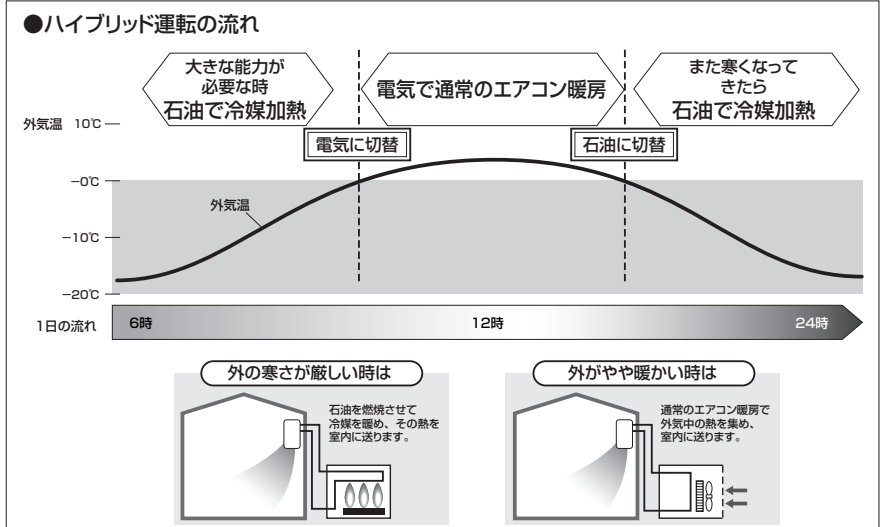 ●ハイブリッド運転の流れ
大きな能力が
必要な時
石油で冷媒加熱
電気で通常のエアコン暖房
また寒くなって
きたら
石油で冷媒加熱
外気温 10℃
電気に切替
石油に切替
-0℃
外気温
-10℃
-20℃
1日の流れ 6時 12時 24時
外の寒さが厳しい時は
石油を燃焼させて
冷媒を暖め、その熱を
室内に送ります。
外がやや暖かい時は
通常のエアコン暖房で
外気中の熱を集め、
室内に送ります。